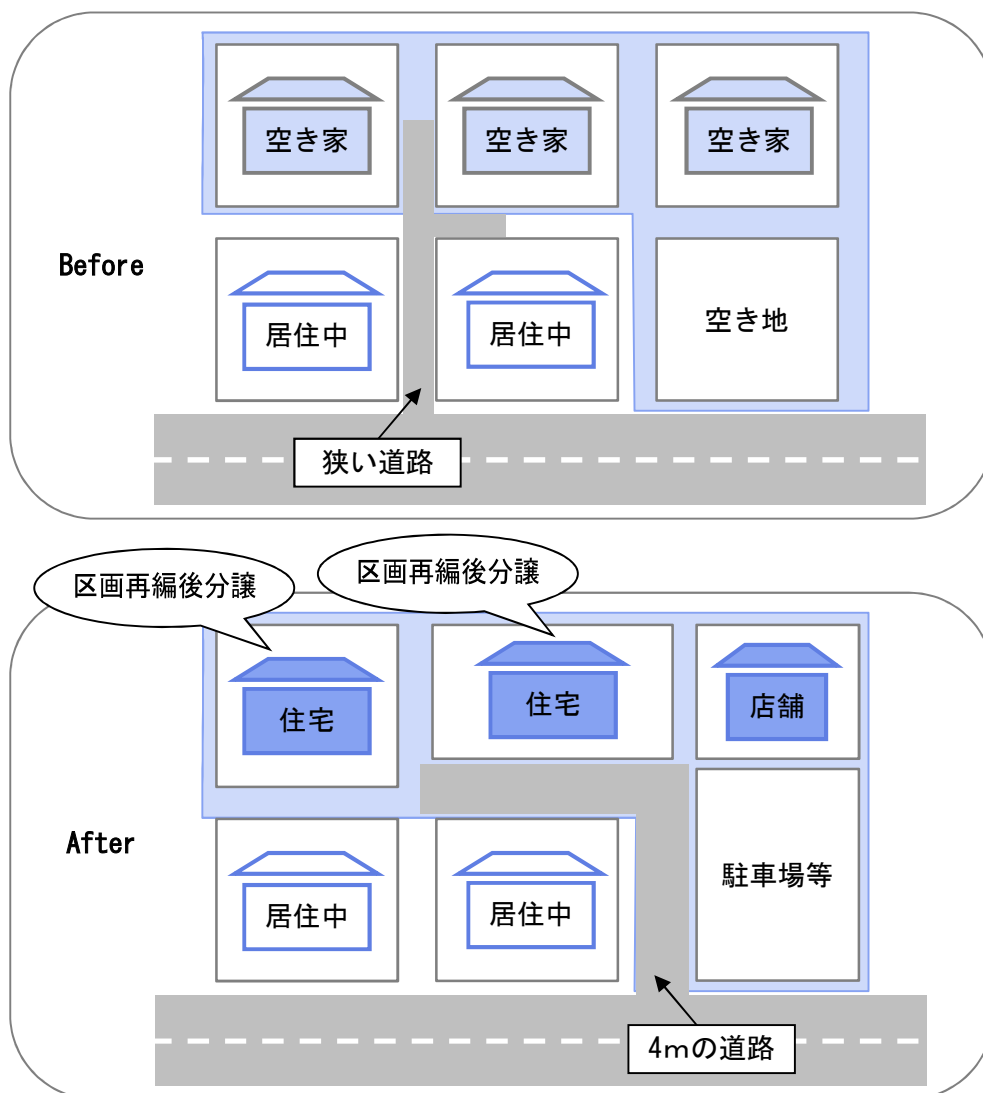 空き家
空き家
空き家
Before
居住中
居住中
空き地
狭い道路
区画再編後分譲
区画再編後分譲
住宅
住宅
店舗
After
居住中
居住中
駐車場等
4ｍの道路